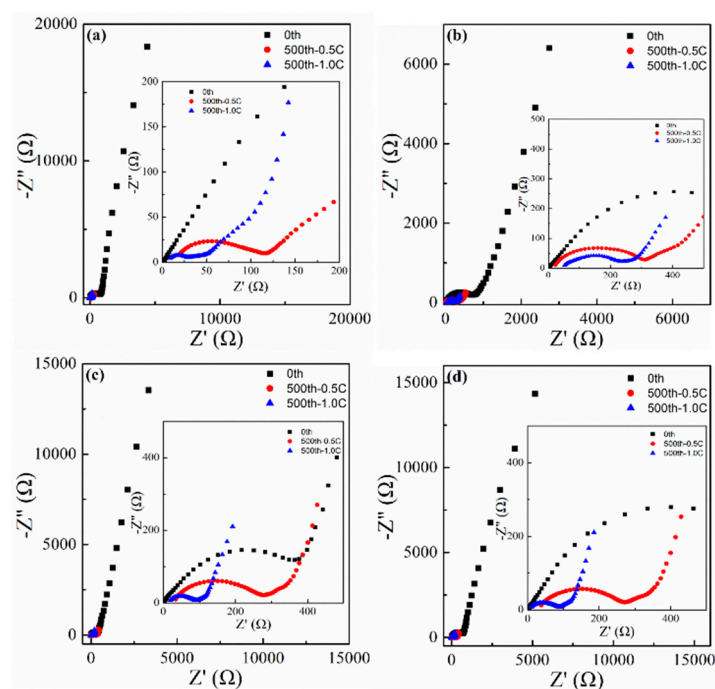 (a)
0th
500th-0.5C
500th-1.0C
20000
10000
0
-Z'' (Ω)
0 5000 10000 15000 20000
Z' (Ω)
0th
500th-0.5C
500th-1.0C
200
150
100
50
0
-Z'' (Ω)
0 50 100 150 200
Z' (Ω)
(b)
0th
500th-0.5C
500th-1.0C
6000
4000
2000
0
-Z'' (Ω)
0 2000 4000 6000
Z' (Ω)
0th
500th-0.5C
500th-1.0C
500
400
300
200
100
0
-Z'' (Ω)
0 200 400
Z' (Ω)
(c)
0th
500th-0.5C
500th-1.0C
15000
10000
5000
0
-Z'' (Ω)
0 5000 10000 15000
Z' (Ω)
0th
500th-0.5C
500th-1.0C
400
200
0
-Z'' (Ω)
0 200 400
Z' (Ω)
(d)
0th
500th-0.5C
500th-1.0C
15000
10000
5000
0
-Z'' (Ω)
0 5000 10000 15000
Z' (Ω)
0th
500th-0.5C
500th-1.0C
400
200
0
-Z'' (Ω)
0 200 400
Z' (Ω)